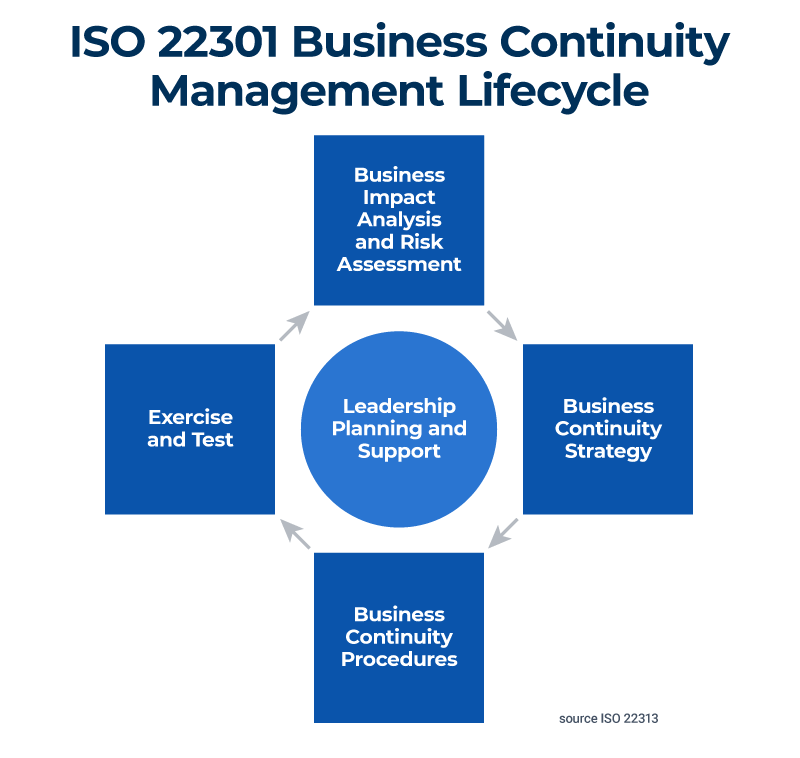 ISO 22301 Business Continuity
Management Lifecycle
Business
Impact
Analysis
and Risk
Assessment
Exercise
and Test
Leadership
Planning and
Support
Business
Continuity
Strategy
Business
Continuity
Procedures
source ISO 22313